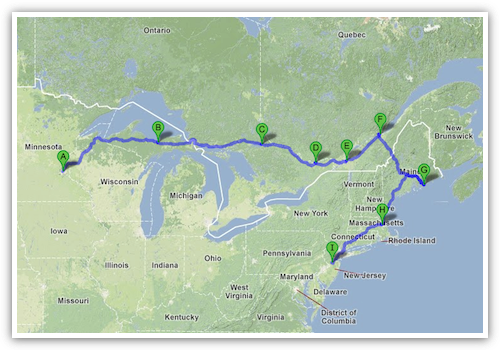 Ontario
Quebec
F
B
C
New
Brunswick
Minnesota
D
E
A
Maine
G
Wisconsin
Vermont
Michigan
New
Hampshire
H
New York
Massachusetts
Iowa
Connecticut
Rhode Island
I
Pennsylvania
Ohio
Illinois
Indiana
New Jersey
Maryland
Delaware
West
Virginia
Missouri
District of
Columbia
Kentucky
Virginia